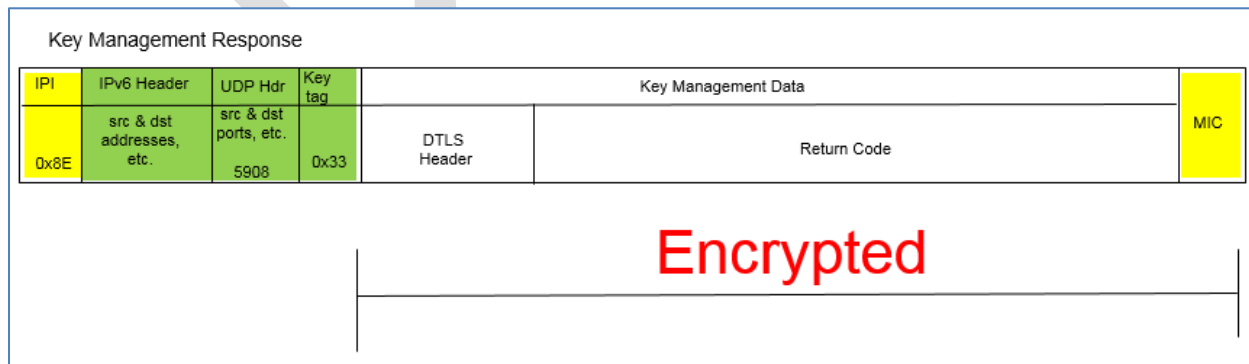 Key Management Response
IPI
IPv6 Header
UDP Hdr
Key
tag
Key Management Data
MIC
0x8E
src & dst
addresses,
etc.
src & dst
ports, etc.
5908
0x33
DTLS
Header
Return Code
Encrypted